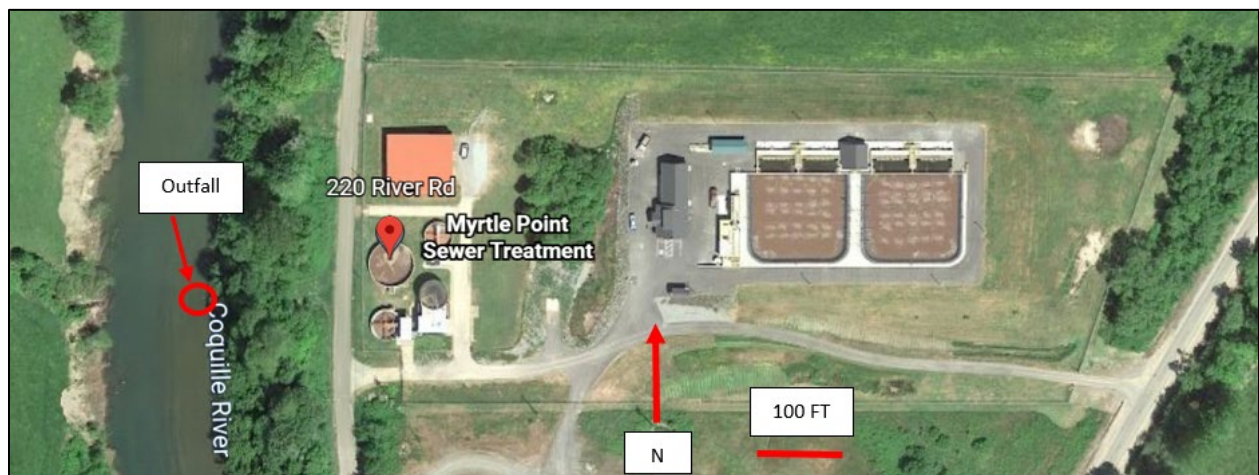 Outfall
220 River Rd
Myrtle Point
Sewer Treatment
Coquille River
100 FT
N